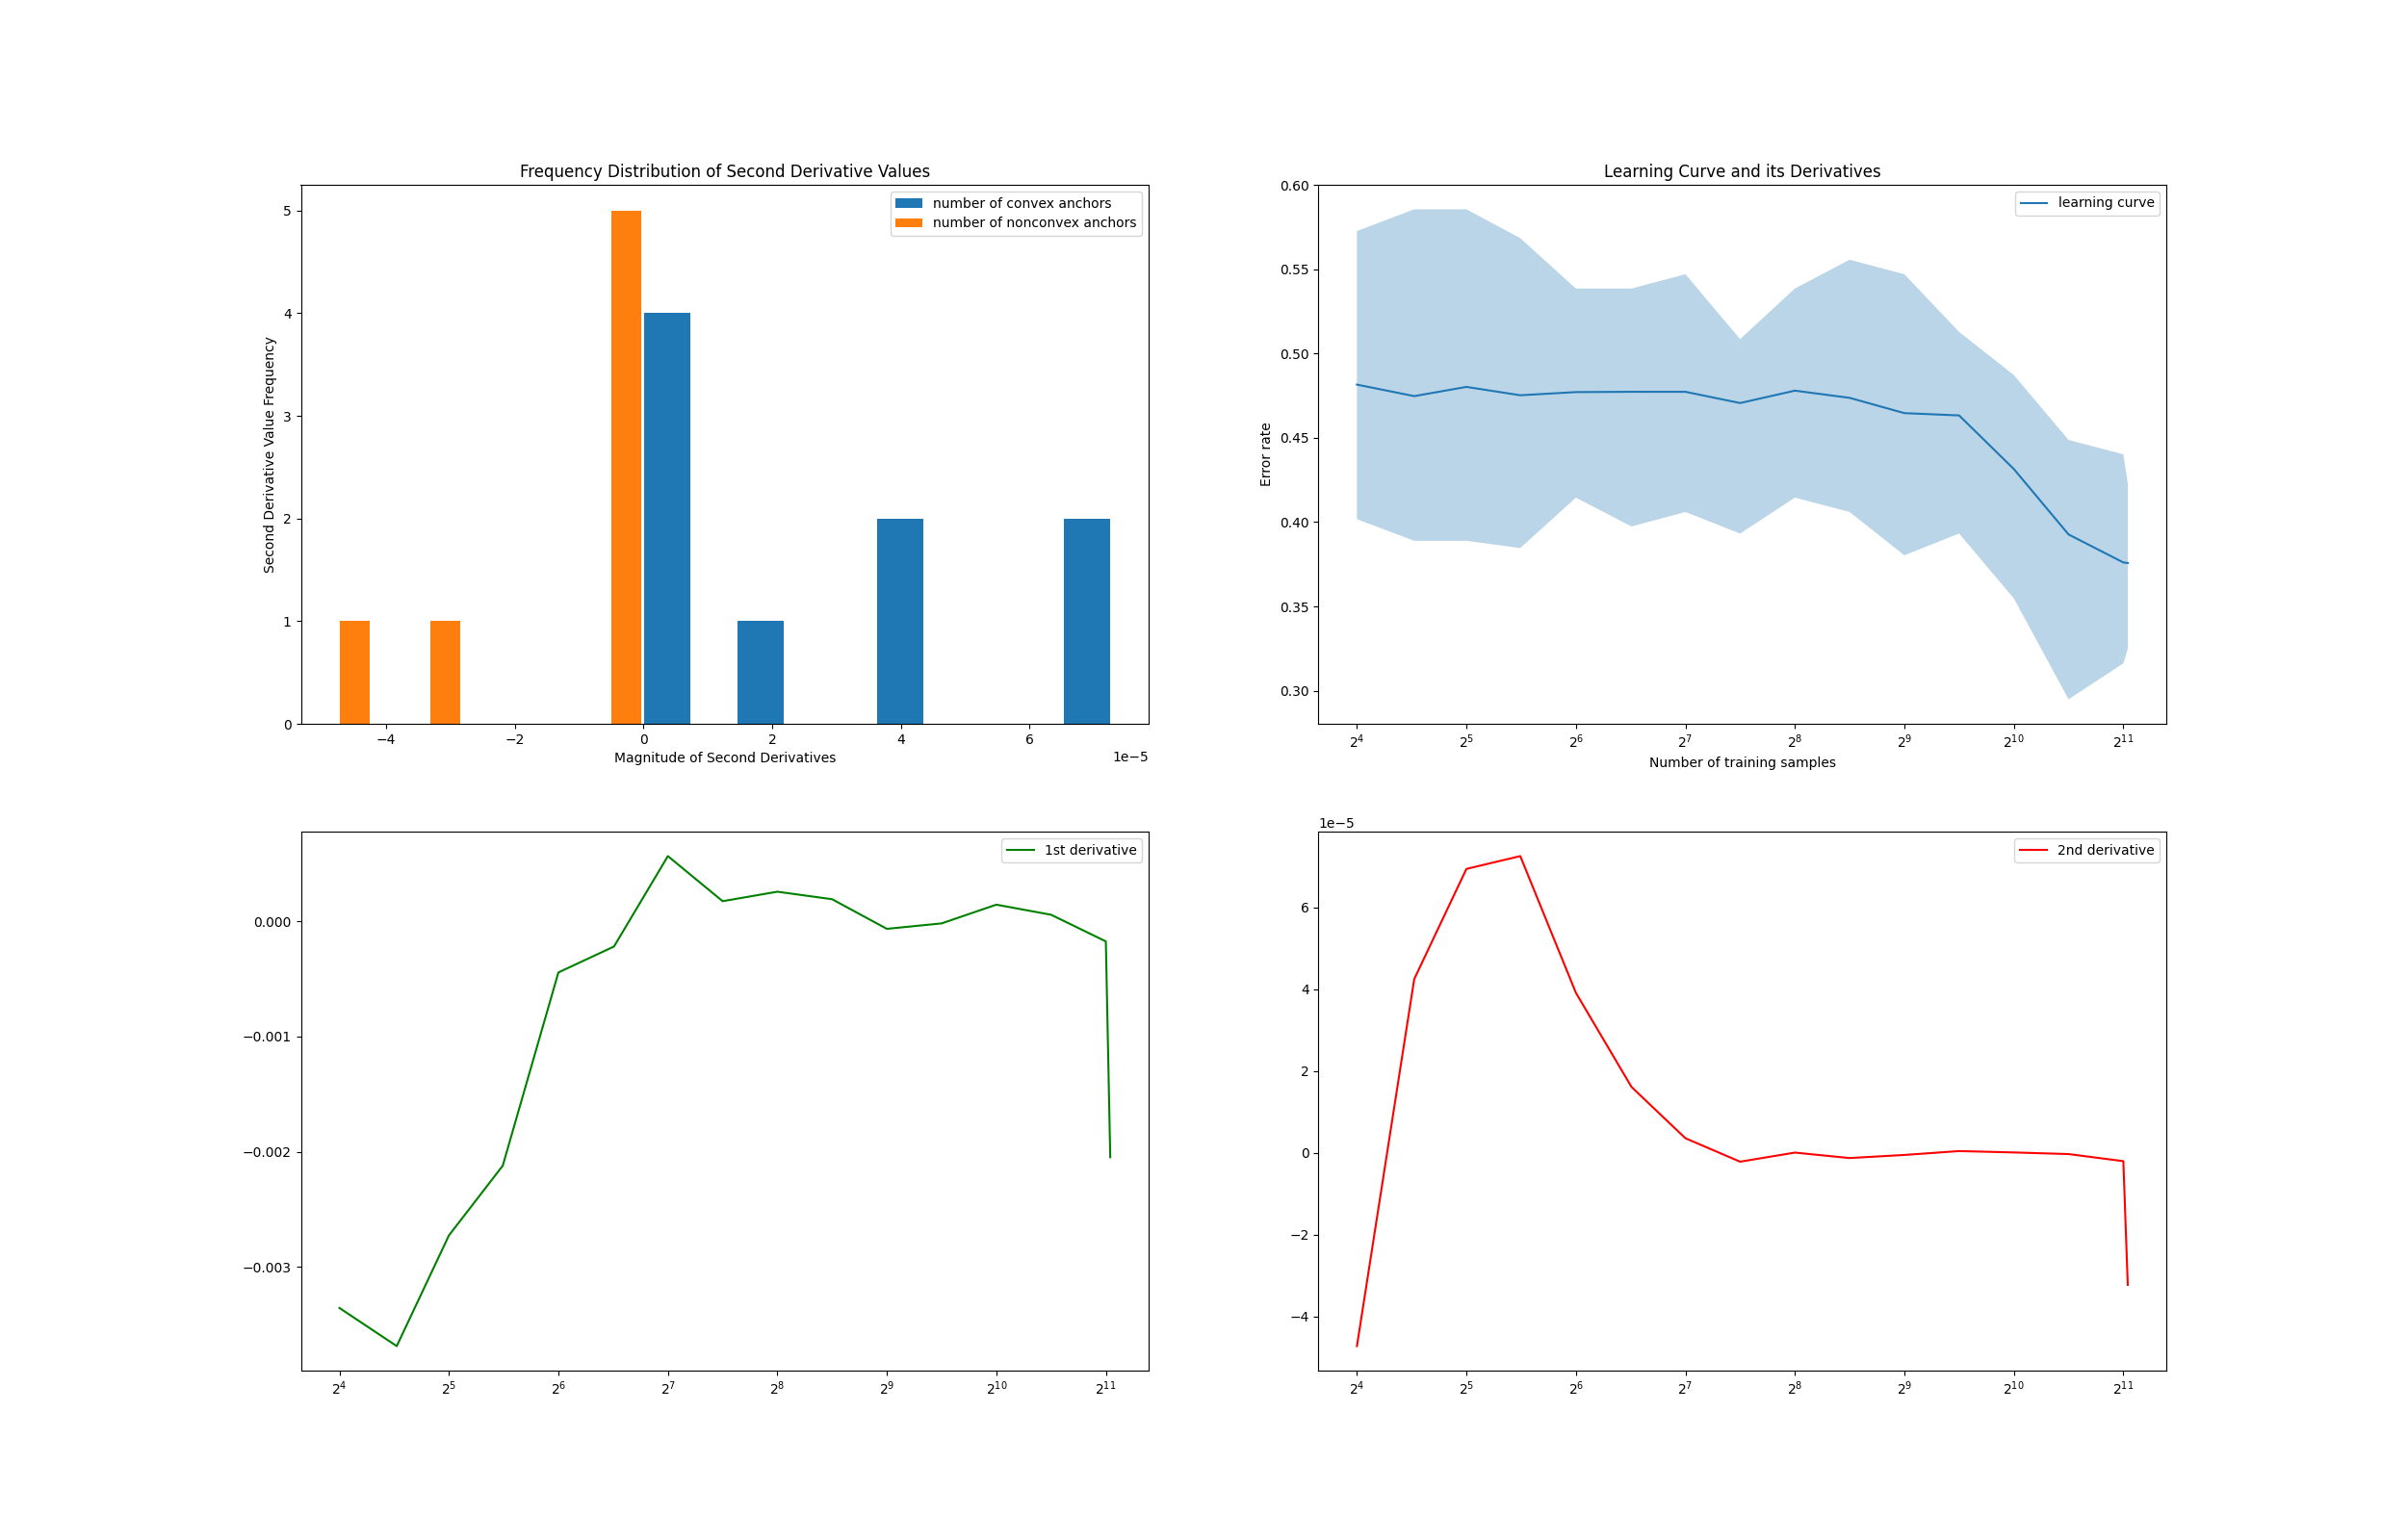 Frequency Distribution of Second Derivative Values
number of convex anchors
number of nonconvex anchors
Second Derivative Value Frequency
5
4
3
2
1
0
−4 −2 0 2 4 6
1e−5
Magnitude of Second Derivatives
Learning Curve and its Derivatives
learning curve
Error rate
0.60
0.55
0.50
0.45
0.40
0.35
0.30
2⁴ 2⁵ 2⁶ 2⁷ 2⁸ 2⁹ 2¹⁰ 2¹¹
Number of training samples
1st derivative
0.000
−0.001
−0.002
−0.003
2⁴ 2⁵ 2⁶ 2⁷ 2⁸ 2⁹ 2¹⁰ 2¹¹
1e−5
2nd derivative
6
4
2
0
−2
−4
2⁴ 2⁵ 2⁶ 2⁷ 2⁸ 2⁹ 2¹⁰ 2¹¹